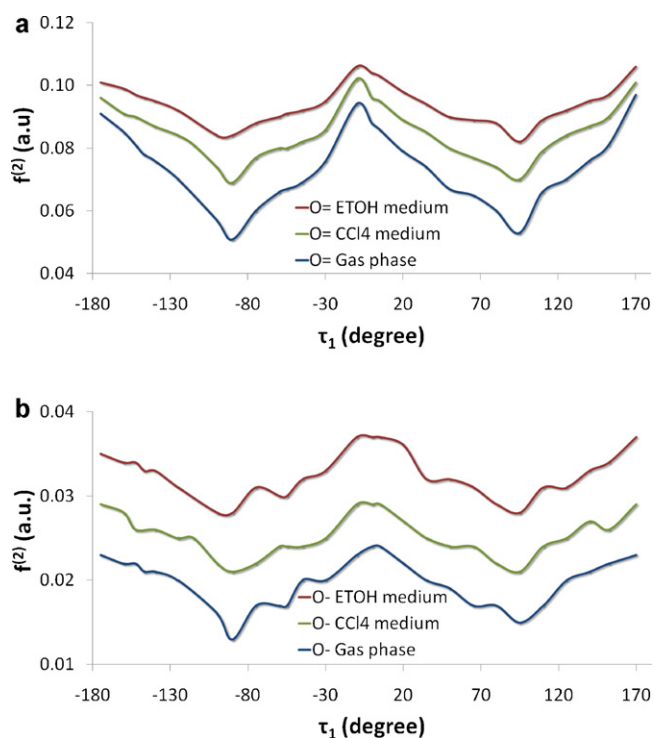 a
0.12
0.10
0.08
0.06
0.04
f(2) (a.u)
O= ETOH medium
O= CCl4 medium
O= Gas phase
-180 -130 -80 -30 20 70 120 170
τ1 (degree)
b
0.04
0.03
0.02
0.01
f(2) (a.u.)
O- ETOH medium
O- CCl4 medium
O- Gas phase
-180 -130 -80 -30 20 70 120 170
τ1 (degree)